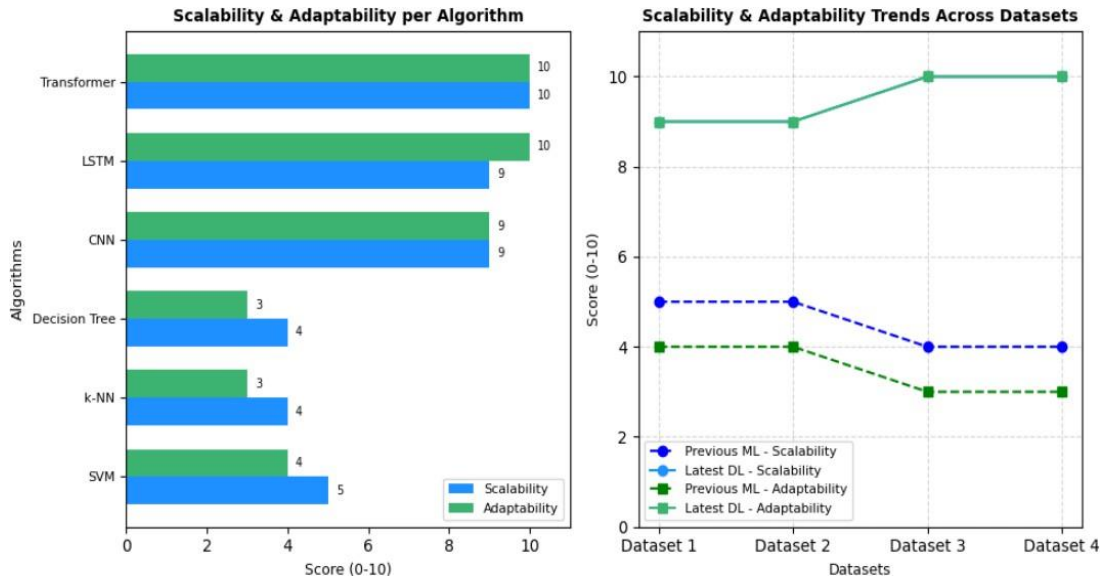 Scalability & Adaptability per Algorithm
Algorithms
Transformer
LSTM
CNN
Decision Tree
k-NN
SVM
10
10
10
9
9
9
3
4
3
4
4
5
Scalability
Adaptability
0 2 4 6 8 10
Score (0-10)
Scalability & Adaptability Trends Across Datasets
Score (0-10)
10
8
6
4
2
0
Previous ML - Scalability
Latest DL - Scalability
Previous ML - Adaptability
Latest DL - Adaptability
Dataset 1 Dataset 2 Dataset 3 Dataset 4
Datasets